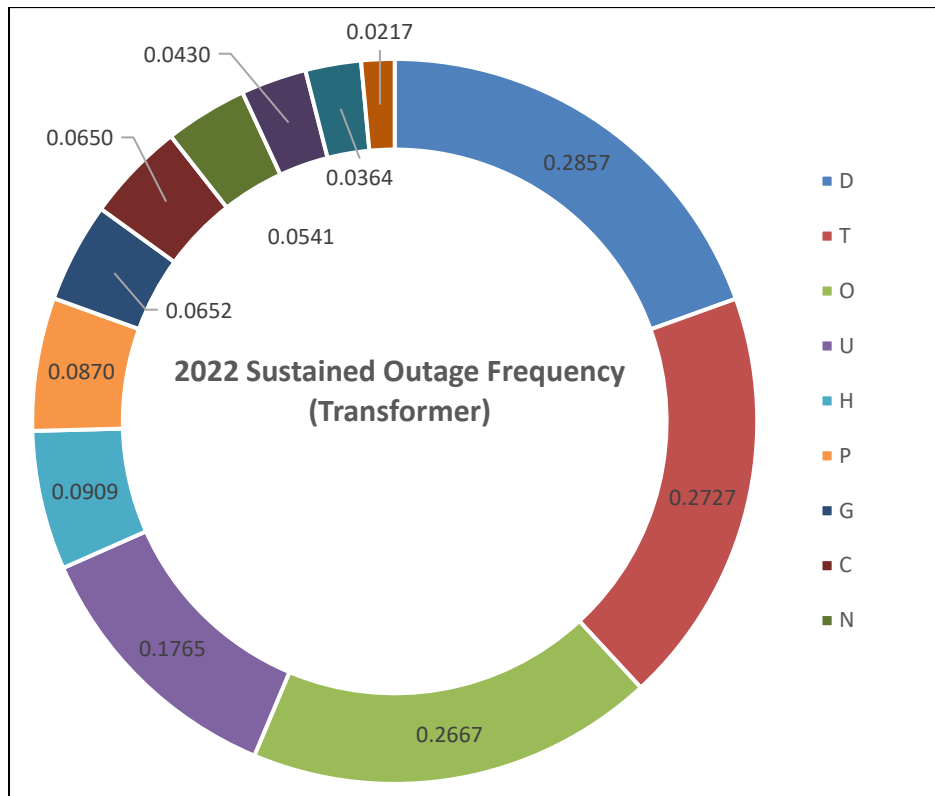 0.0217
0.0430
0.0650
0.2857
0.0364
0.0541
0.0652
0.0870
2022 Sustained Outage Frequency
(Transformer)
0.0909
0.2727
0.1765
0.2667
D
T
O
U
H
P
G
C
N